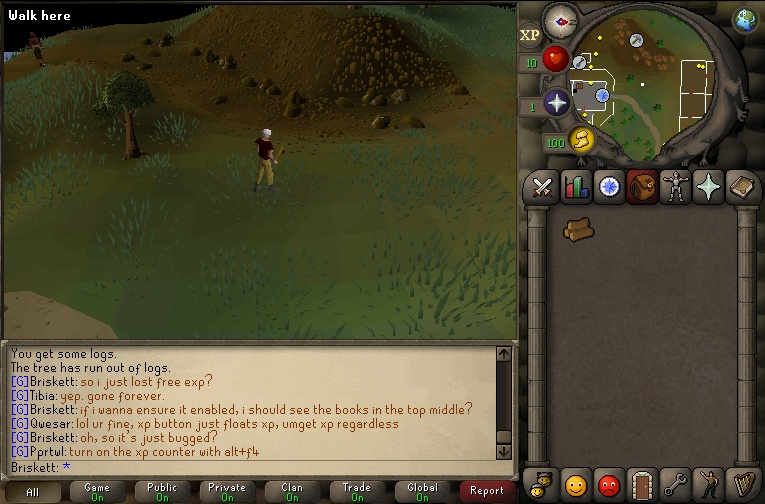 Walk here
XP
10
1
100
You get some logs.
The tree has run out of logs.
[G]Briskett: so i just lost free exp?
[G]Tibia: yep. gone forever.
[G]Briskett: if i wanna ensure it enabled, i should see the books in the top middle?
[G]Qwesar: lol ur fine, xp button just floats xp, umget xp regardless
[G]Briskett: oh, so it's just bugged?
[G]Pprtwl: turn on the xp counter with alt+f4
Briskett: *
All
Game
On
Public
On
Private
On
Clan
On
Trade
On
Global
On
Report